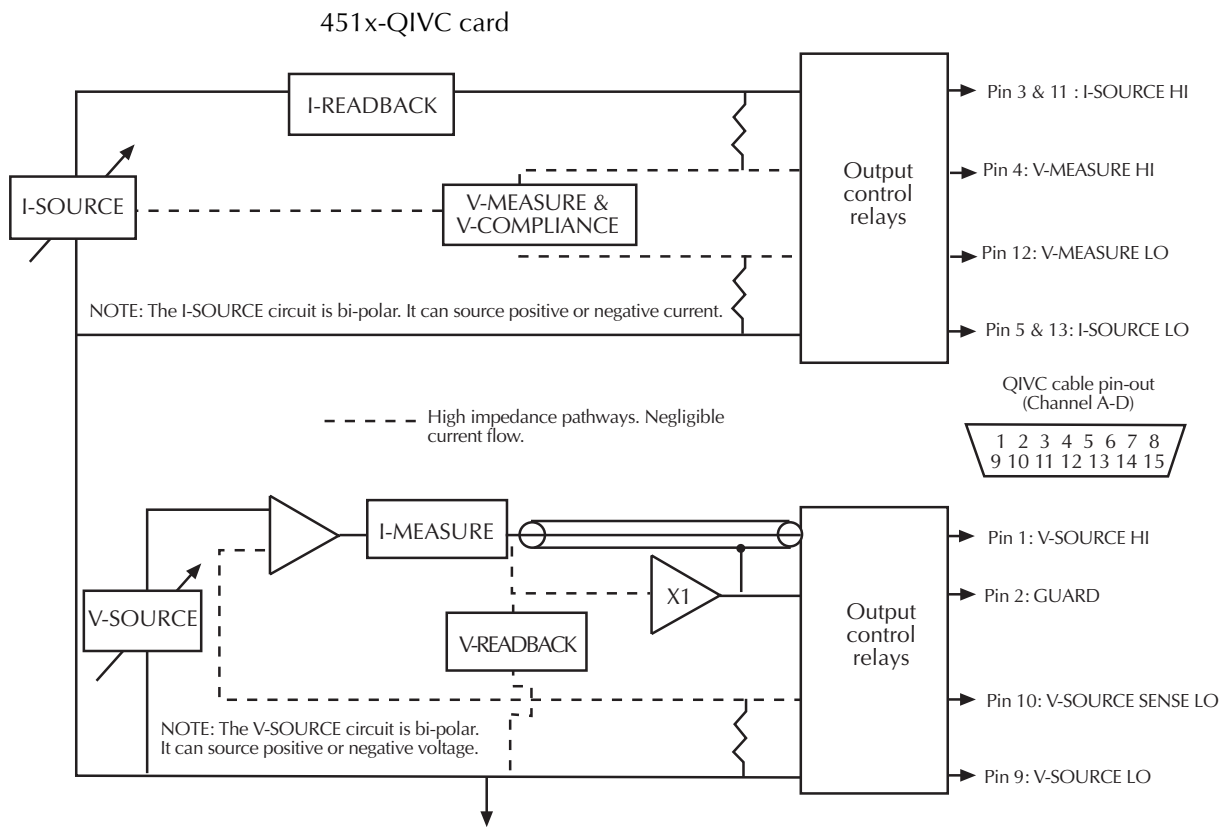 451x-QIVC card
I-READBACK
Pin 3 & 11 : I-SOURCE HI
I-SOURCE
V-MEASURE &
V-COMPLIANCE
Output
control
relays
Pin 4: V-MEASURE HI
Pin 12: V-MEASURE LO
NOTE: The I-SOURCE circuit is bi-polar. It can source positive or negative current.
Pin 5 & 13: I-SOURCE LO
QIVC cable pin-out
(Channel A-D)
1 2 3 4 5 6 7 8
9 10 11 12 13 14 15
High impedance pathways. Negligible
current flow.
I-MEASURE
Pin 1: V-SOURCE HI
X1
Pin 2: GUARD
V-SOURCE
V-READBACK
Output
control
relays
Pin 10: V-SOURCE SENSE LO
NOTE: The V-SOURCE circuit is bi-polar.
It can source positive or negative voltage.
Pin 9: V-SOURCE LO